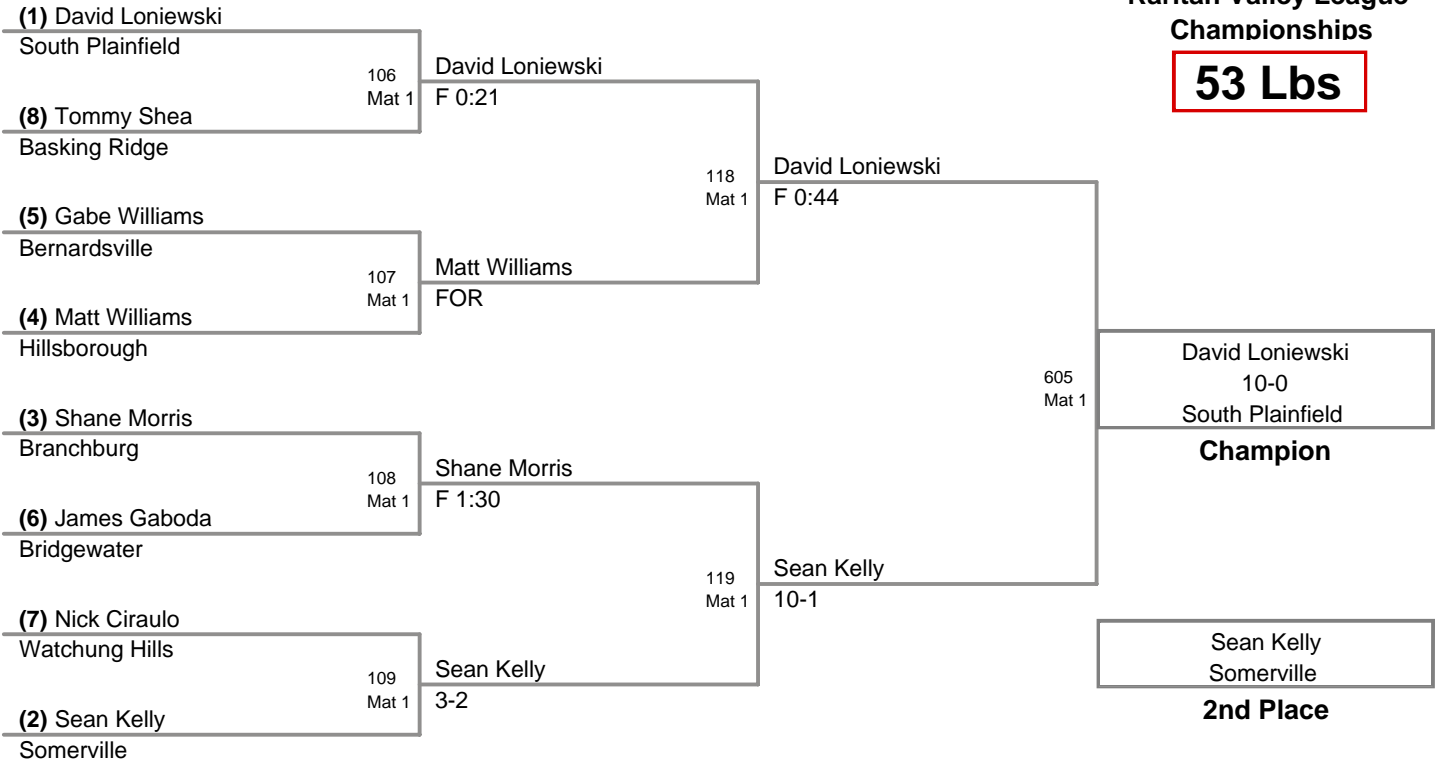 Raritan Valley League
Championships
53 Lbs
(1) David Loniewski
South Plainfield
106
Mat 1
David Loniewski
F 0:21
(8) Tommy Shea
Basking Ridge
118
Mat 1
David Loniewski
F 0:44
(5) Gabe Williams
Bernardsville
107
Mat 1
Matt Williams
FOR
(4) Matt Williams
Hillsborough
605
Mat 1
David Loniewski
10-0
South Plainfield
Champion
(3) Shane Morris
Branchburg
108
Mat 1
Shane Morris
F 1:30
(6) James Gaboda
Bridgewater
119
Mat 1
Sean Kelly
10-1
(7) Nick Ciraulo
Watchung Hills
109
Mat 1
Sean Kelly
3-2
(2) Sean Kelly
Somerville
Sean Kelly
Somerville
2nd Place